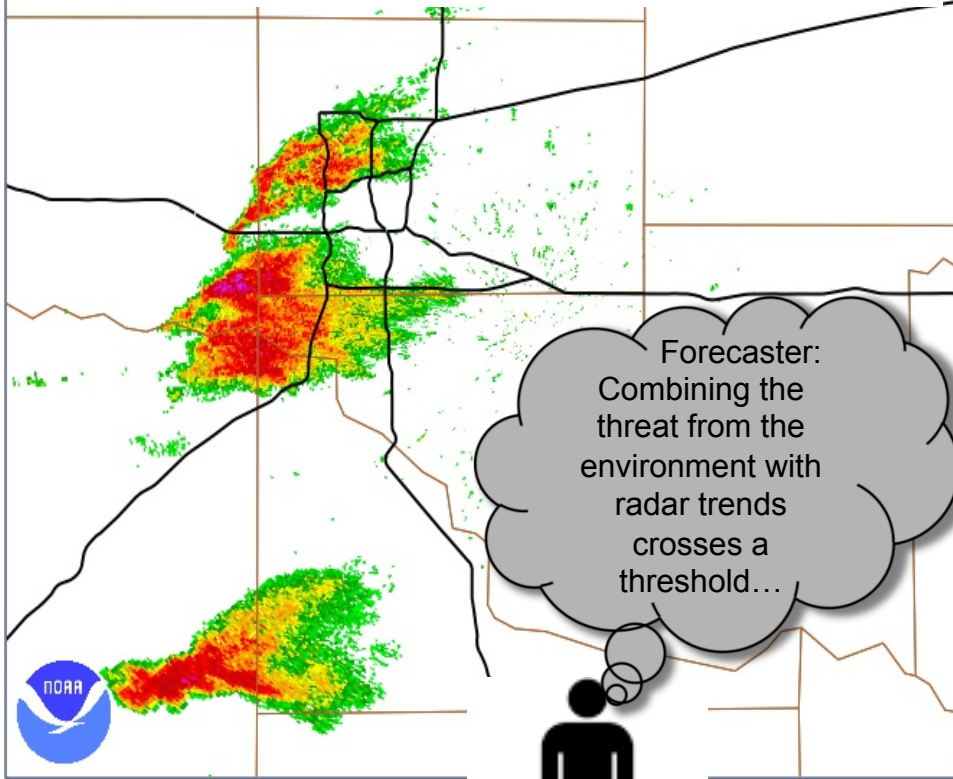 Forecaster:
Combining the
threat from the
environment with
radar trends
crosses a
threshold…
NOAA